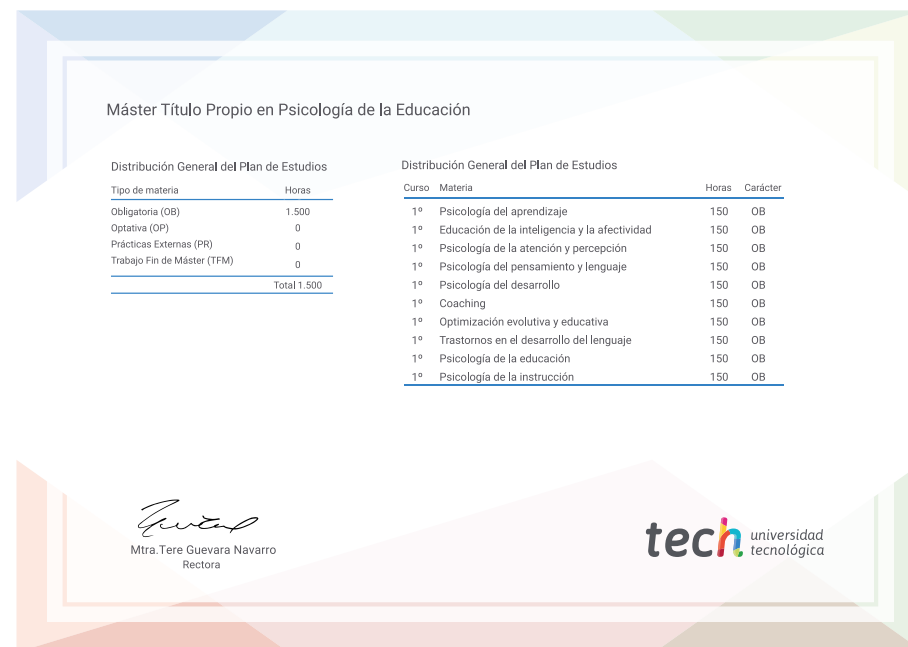 Máster Título Propio en Psicología de la Educación
Distribución General del Plan de Estudios
Tipo de materia Horas
Obligatoria (OB) 1.500
Optativa (OP) 0
Prácticas Externas (PR) 0
Trabajo Fin de Máster (TFM) 0
Total 1.500
Distribución General del Plan de Estudios
Curso Materia Horas Carácter
1º Psicología del aprendizaje 150 OB
1º Educación de la inteligencia y la afectividad 150 OB
1º Psicología de la atención y percepción 150 OB
1º Psicología del pensamiento y lenguaje 150 OB
1º Psicología del desarrollo 150 OB
1º Coaching 150 OB
1º Optimización evolutiva y educativa 150 OB
1º Trastornos en el desarrollo del lenguaje 150 OB
1º Psicología de la educación 150 OB
1º Psicología de la instrucción 150 OB
Mtra.Tere Guevara Navarro
Rectora
tech universidad
tecnológica